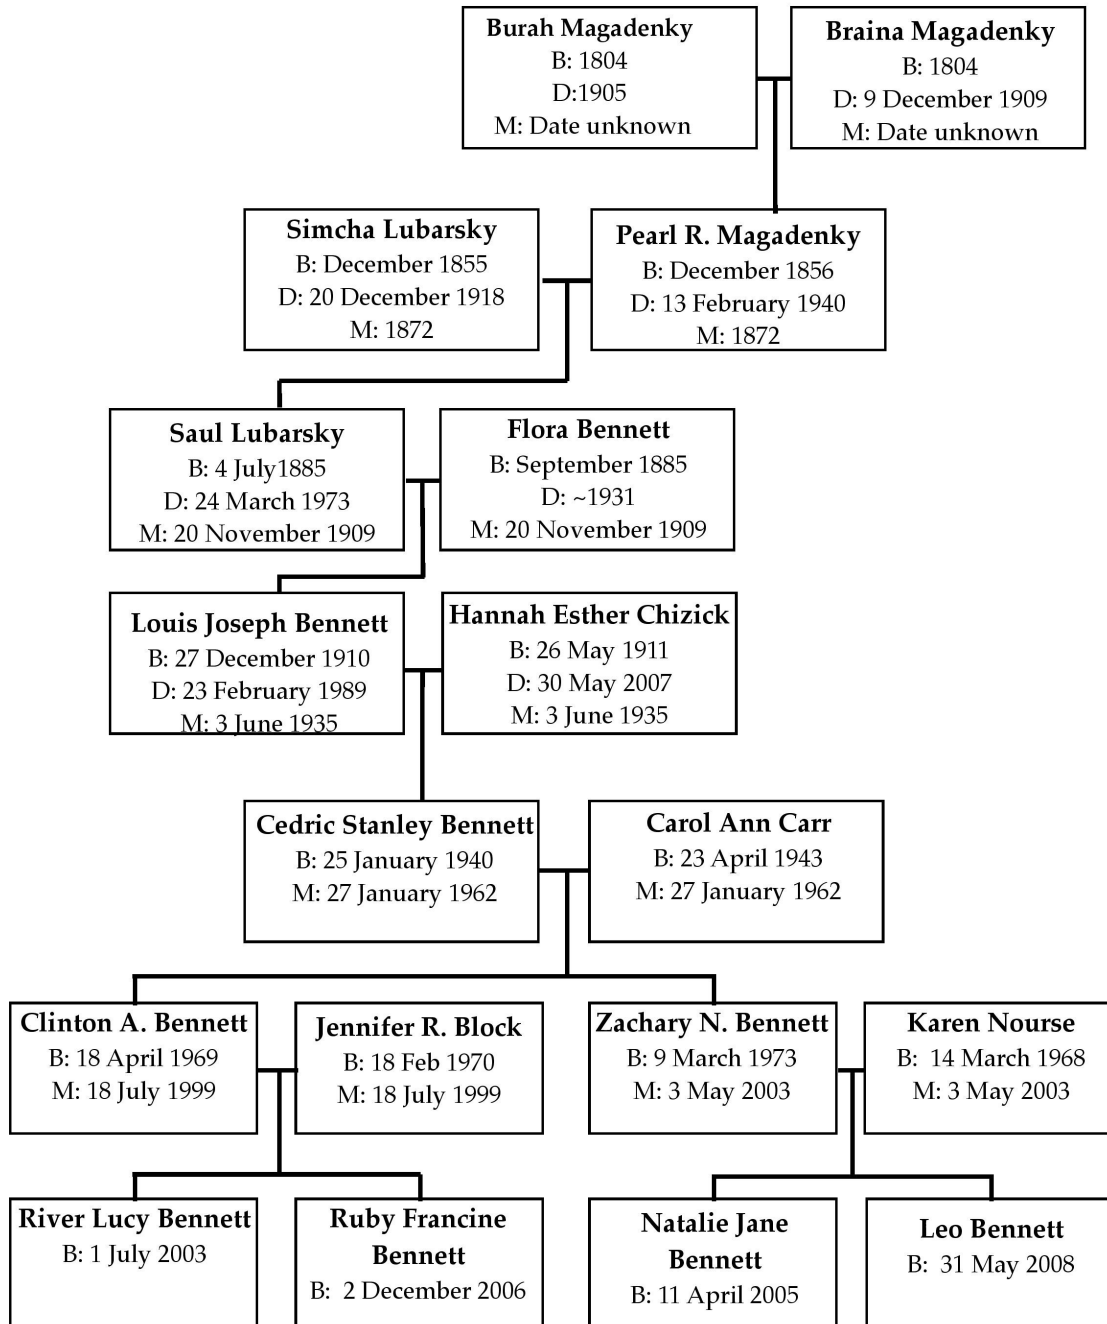 Burah Magadenky
B: 1804
D:1905
M: Date unknown
Braina Magadenky
B: 1804
D: 9 December 1909
M: Date unknown
Simcha Lubarsky
B: December 1855
D: 20 December 1918
M: 1872
Pearl R. Magadenky
B: December 1856
D: 13 February 1940
M: 1872
Saul Lubarsky
B: 4 July1885
D: 24 March 1973
M: 20 November 1909
Flora Bennett
B: September 1885
D: ~1931
M: 20 November 1909
Louis Joseph Bennett
B: 27 December 1910
D: 23 February 1989
M: 3 June 1935
Hannah Esther Chizick
B: 26 May 1911
D: 30 May 2007
M: 3 June 1935
Cedric Stanley Bennett
B: 25 January 1940
M: 27 January 1962
Carol Ann Carr
B: 23 April 1943
M: 27 January 1962
Clinton A. Bennett
B: 18 April 1969
M: 18 July 1999
Jennifer R. Block
B: 18 Feb 1970
M: 18 July 1999
Zachary N. Bennett
B: 9 March 1973
M: 3 May 2003
Karen Nourse
B: 14 March 1968
M: 3 May 2003
River Lucy Bennett
B: 1 July 2003
Ruby Francine
Bennett
B: 2 December 2006
Natalie Jane
Bennett
B: 11 April 2005
Leo Bennett
B: 31 May 2008